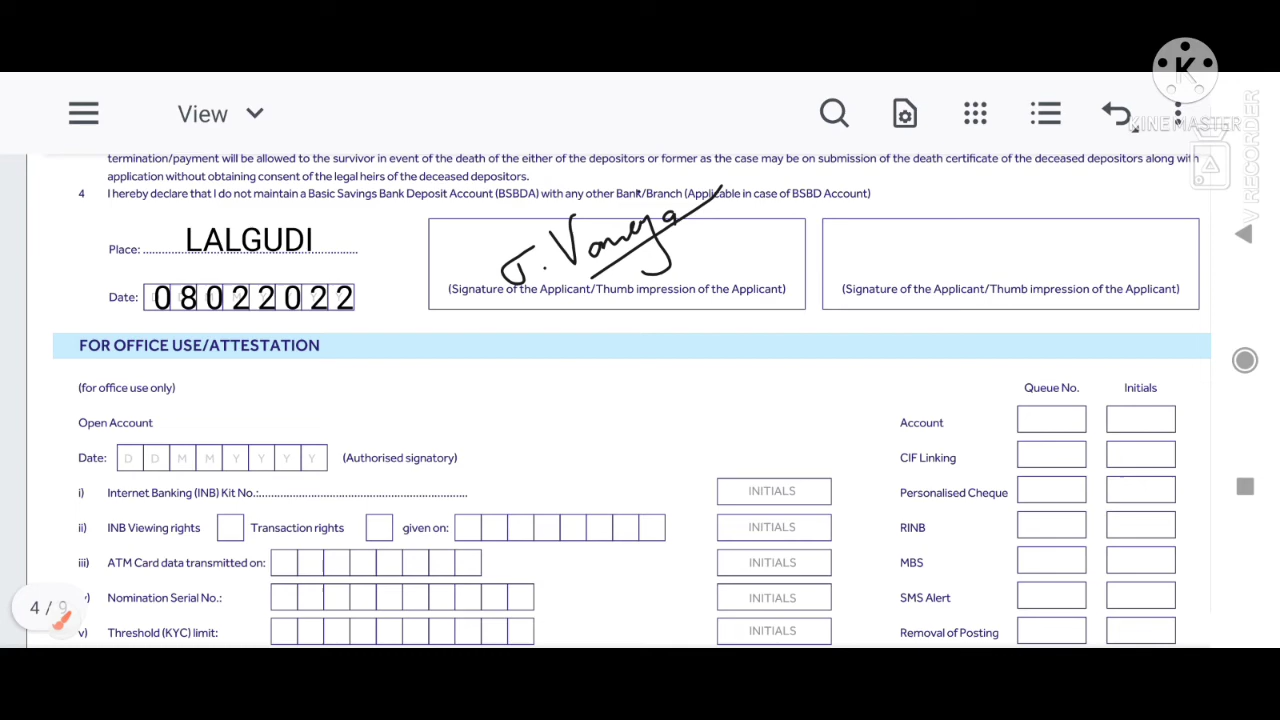 View
KINEMASTER
V RECORDER
termination/payment will be allowed to the survivor in event of the death of the either of the depositors or former as the case may be on submission of the death certificate of the deceased depositors along with
application without obtaining consent of the legal heirs of the deceased depositors.
4 I hereby declare that I do not maintain a Basic Savings Bank Deposit Account (BSBDA) with any other Bank/Branch (Applicable in case of BSBD Account)
Place: LALGUDI
Date: 08022022
(Signature of the Applicant/Thumb impression of the Applicant)
(Signature of the Applicant/Thumb impression of the Applicant)
FOR OFFICE USE/ATTESTATION
(for office use only)
Queue No. Initials
Open Account
Account
Date: D D M M Y Y Y Y (Authorised signatory)
CIF Linking
i) Internet Banking (INB) Kit No.: INITIALS
Personalised Cheque
ii) INB Viewing rights Transaction rights given on: INITIALS
RINB
iii) ATM Card data transmitted on: INITIALS
MBS
Nomination Serial No.: INITIALS
SMS Alert
v) Threshold (KYC) limit: INITIALS
Removal of Posting
4 / 9